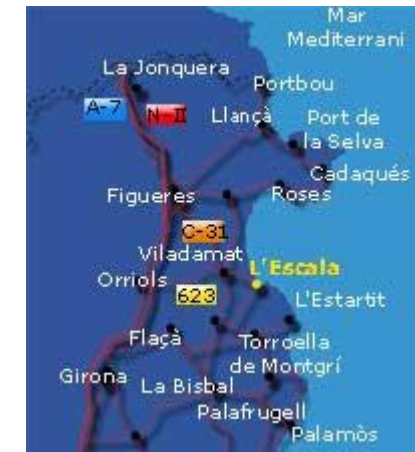 Mar
Mediterrani
La Jonquera
Portbou
A-7
N-II
Llançà
Port de
la Selva
Cadaqués
Figueres
Roses
C-31
Viladamat
L'Escala
Orriols
623
L'Estartit
Flaçà
Torroella
de Montgrí
Girona
La Bisbal
Palafrugell
Palamòs